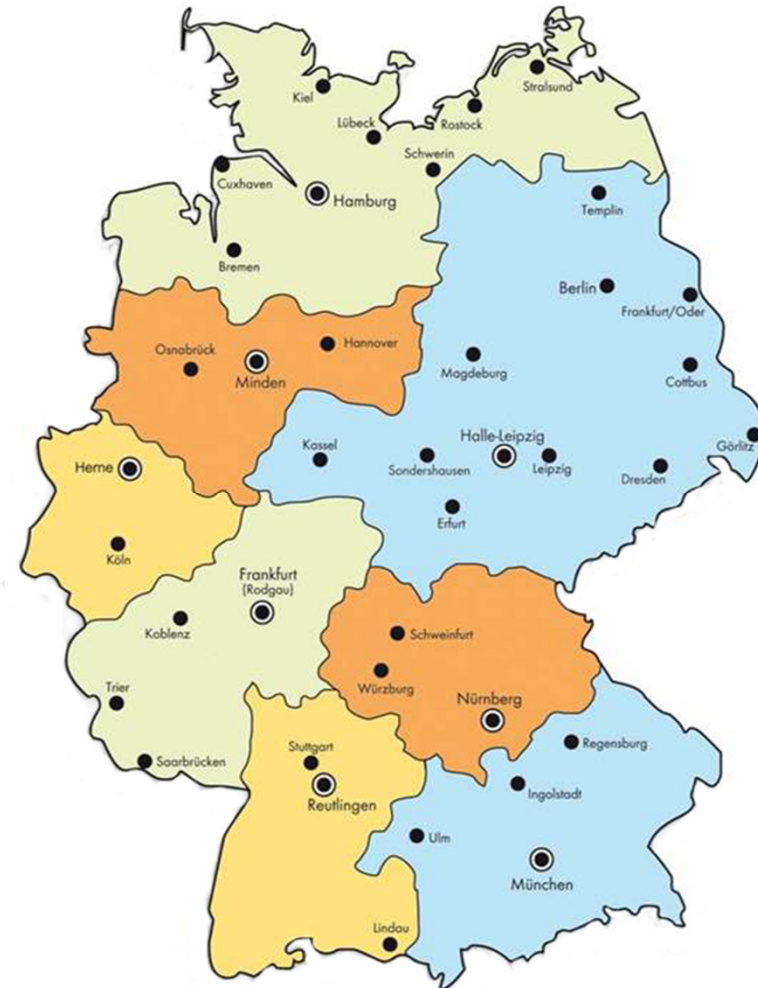 Stralsund
Kiel
Rostock
Lübeck
Schwerin
Cuxhaven
Hamburg
Templin
Bremen
Berlin
Frankfurt/Oder
Hannover
Osnabrück
Minden
Magdeburg
Cottbus
Halle-Leipzig
Kassel
Görlitz
Herne
Sondershausen
Leipzig
Dresden
Erfurt
Köln
Frankfurt
(Rodgau)
Koblenz
Schweinfurt
Trier
Würzburg
Nürnberg
Stuttgart
Regensburg
Saarbrücken
Ingolstadt
Reutlingen
Ulm
München
Lindau